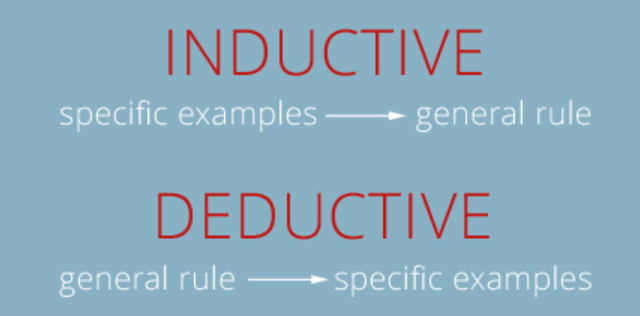 INDUCTIVE
specific examples → general rule
DEDUCTIVE
general rule → specific examples